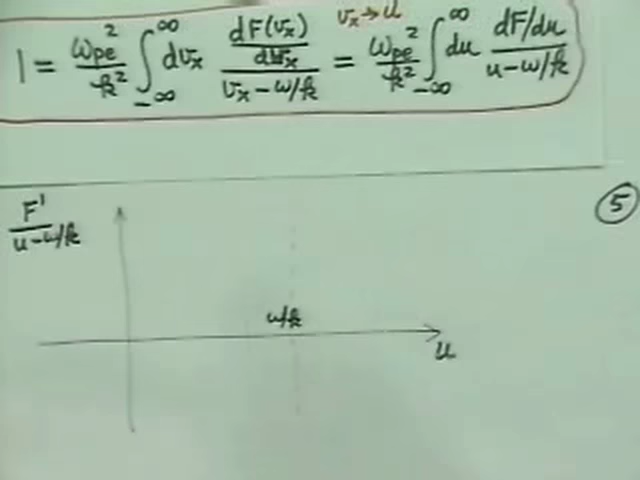 vₓ→u
1 = ωpe²/k² ∫_{-∞}^{∞} dvₓ (dF(vₓ)/dvₓ)/(vₓ - ω/k) = ωpe²/k² ∫_{-∞}^{∞} du (dF/du)/(u - ω/k)
5
F'/(u - ω/k)
ω/k
u